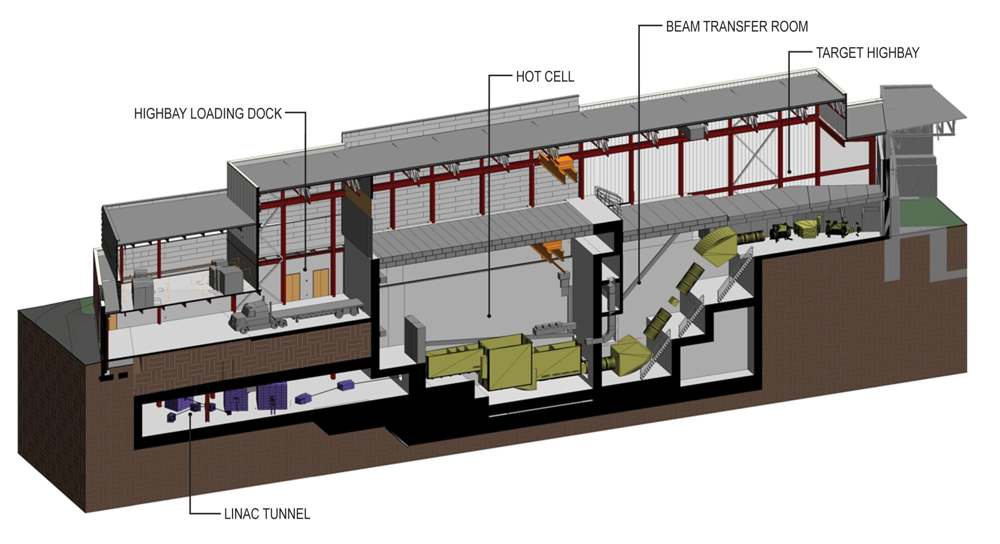 BEAM TRANSFER ROOM
TARGET HIGHBAY
HOT CELL
HIGHBAY LOADING DOCK
LINAC TUNNEL